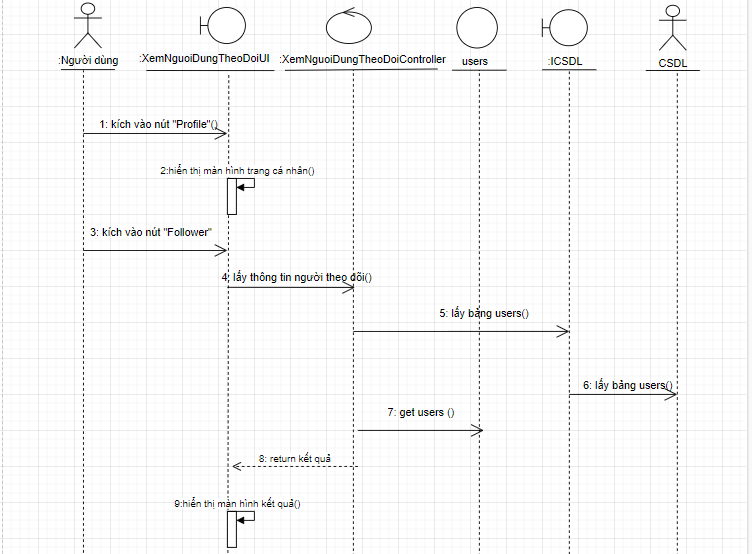 :Người dùng
:XemNguoiDungTheoDoiUI
:XemNguoiDungTheoDoiController
users
:ICSDL
CSDL
1: kích vào nút "Profile"()
2:hiển thị màn hình trang cá nhân()
3: kích vào nút "Follower"
4: lấy thông tin người theo dõi()
5: lấy bảng users()
6: lấy bảng users()
7: get users ()
8: return kết quả
9:hiển thị màn hình kết quả()